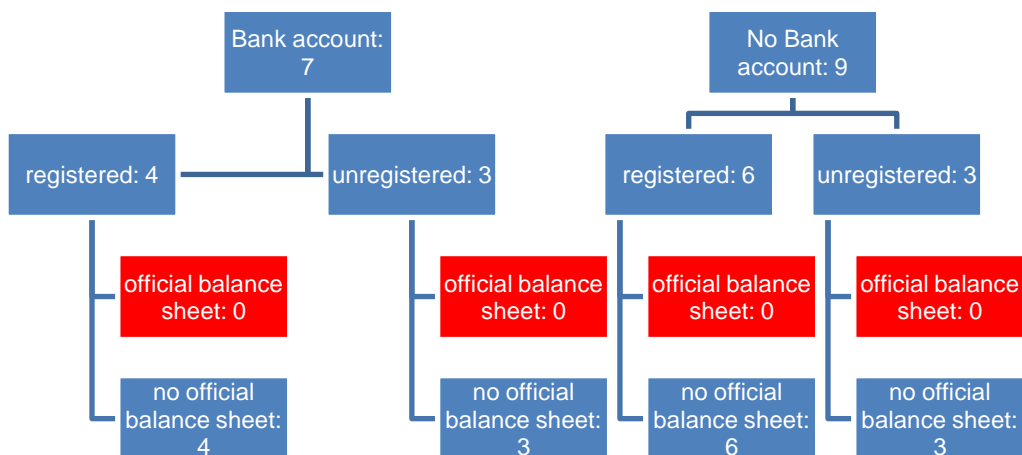 Bank account:
7
No Bank
account: 9
registered: 4
unregistered: 3
registered: 6
unregistered: 3
official balance
sheet: 0
official balance
sheet: 0
official balance
sheet: 0
official balance
sheet: 0
no official
balance sheet:
4
no official
balance sheet:
3
no official
balance sheet:
6
no official
balance sheet:
3